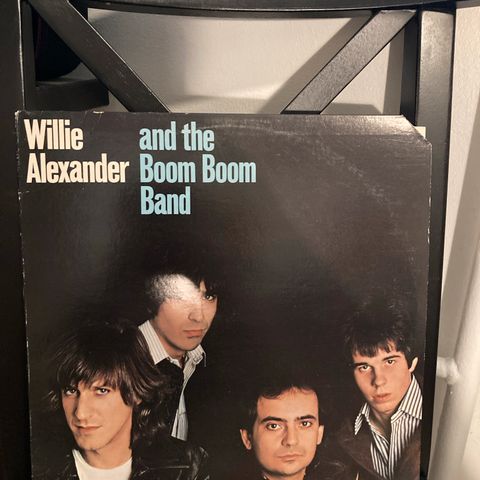 Willie and the
Alexander Boom Boom
Band